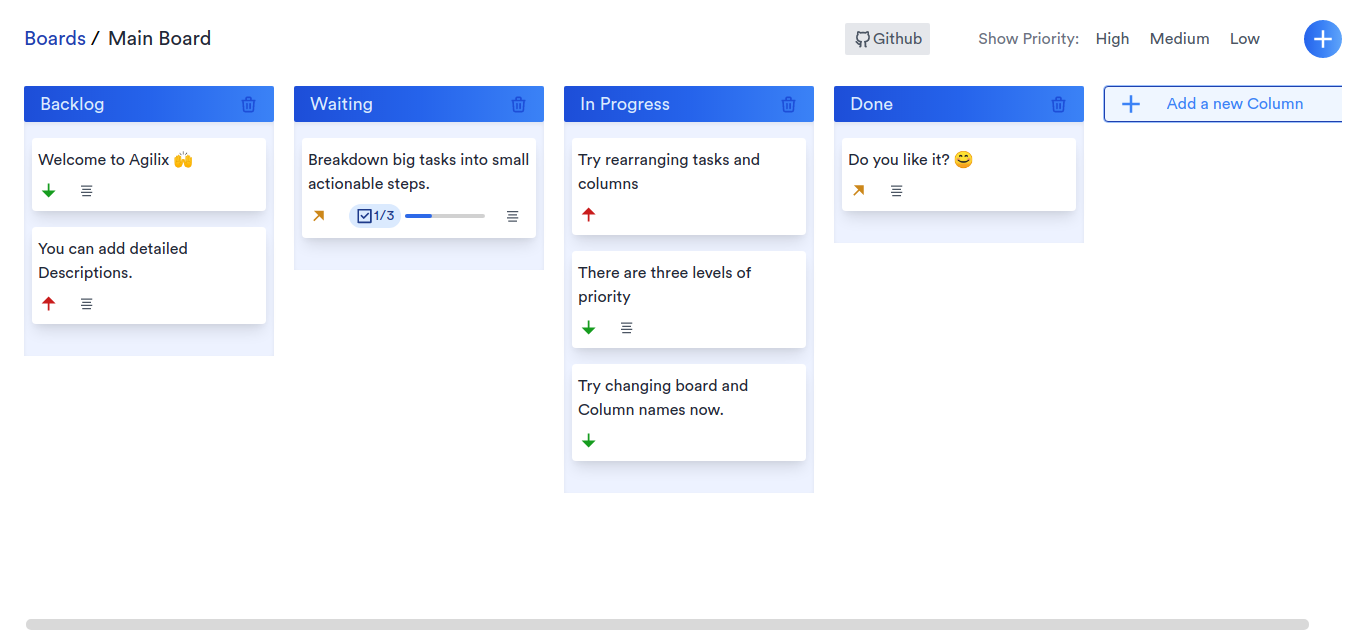 Boards / Main Board
Github
Show Priority: High Medium Low
Backlog
Welcome to Agilix 🙌
You can add detailed
Descriptions.
Waiting
Breakdown big tasks into small
actionable steps.
1/3
In Progress
Try rearranging tasks and
columns
There are three levels of
priority
Try changing board and
Column names now.
Done
Do you like it? 😊
Add a new Column